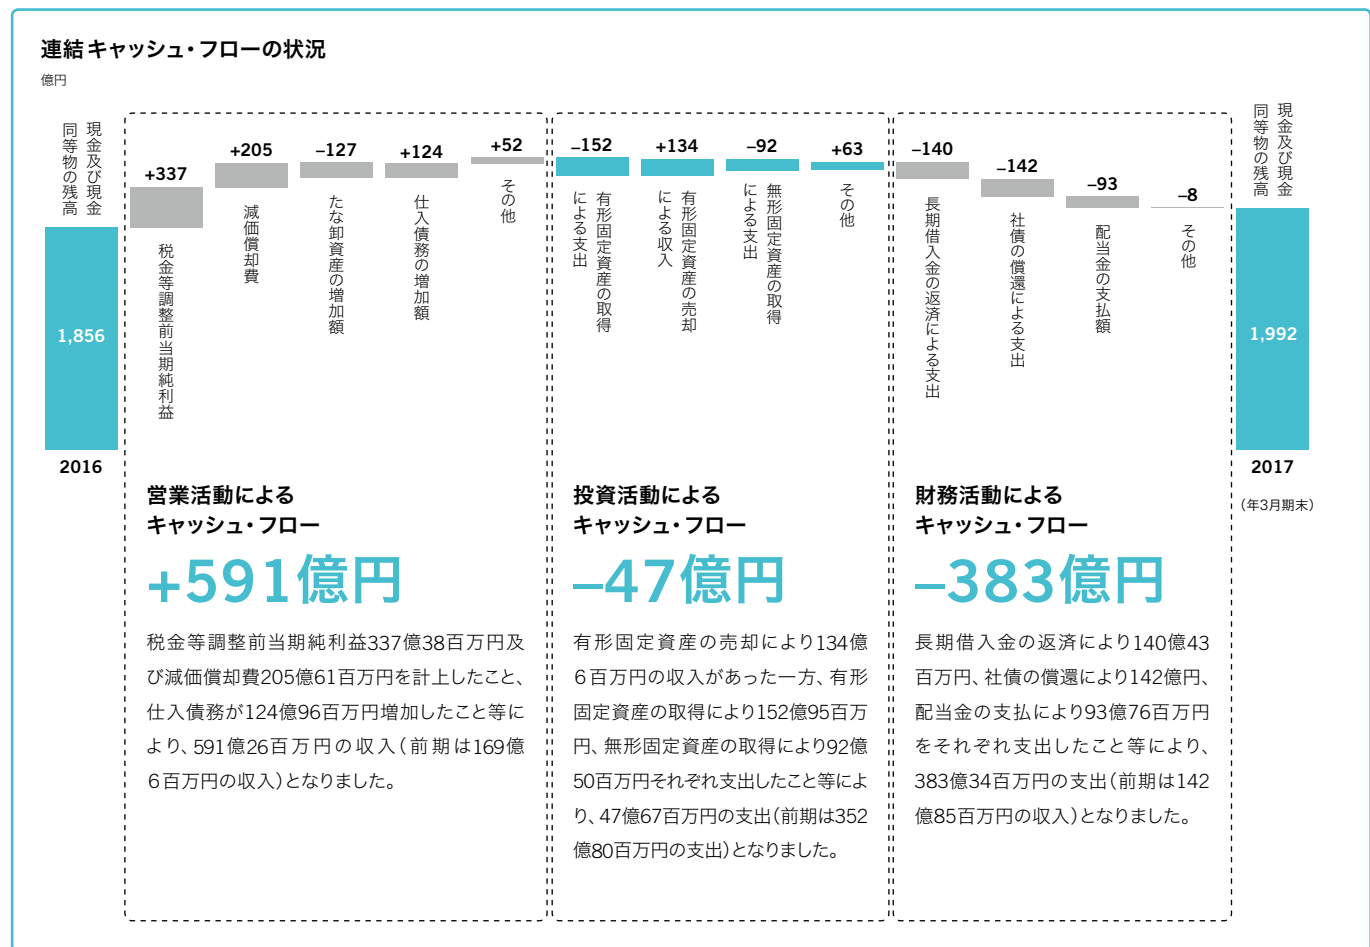 連結キャッシュ・フローの状況
億円
現金及び現金
同等物の残高
1,856
2016
+337
税金等調整前当期純利益
+205
減価償却費
–127
たな卸資産の増加額
+124
仕入債務の増加額
+52
その他
–152
有形固定資産の取得
による支出
+134
有形固定資産の売却
による収入
–92
無形固定資産の取得
による支出
+63
その他
–140
長期借入金の返済による支出
–142
社債の償還による支出
–93
配当金の支払額
–8
その他
現金及び現金
同等物の残高
1,992
2017
（年3月期末）
営業活動による
キャッシュ・フロー
+591億円
税金等調整前当期純利益337億38百万円及
び減価償却費205億61百万円を計上したこと、
仕入債務が124億96百万円増加したこと等に
より、591億26百万円の収入（前期は169億
6百万円の収入）となりました。
投資活動による
キャッシュ・フロー
–47億円
有形固定資産の売却により134億
6百万円の収入があった一方、有形
固定資産の取得により152億95百万
円、無形固定資産の取得により92億
50百万円それぞれ支出したこと等によ
り、47億67百万円の支出（前期は352
億80百万円の支出）となりました。
財務活動による
キャッシュ・フロー
–383億円
長期借入金の返済により140億43
百万円、社債の償還により142億円、
配当金の支払により93億76百万円
をそれぞれ支出したこと等により、
383億34百万円の支出（前期は142
億85百万円の収入）となりました。